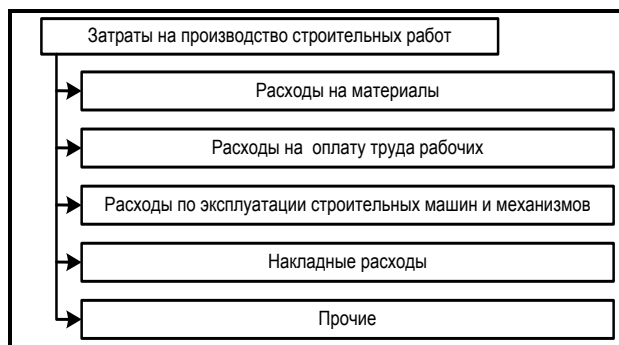 Затраты на производство строительных работ
Расходы на материалы
Расходы на оплату труда рабочих
Расходы по эксплуатации строительных машин и механизмов
Накладные расходы
Прочие